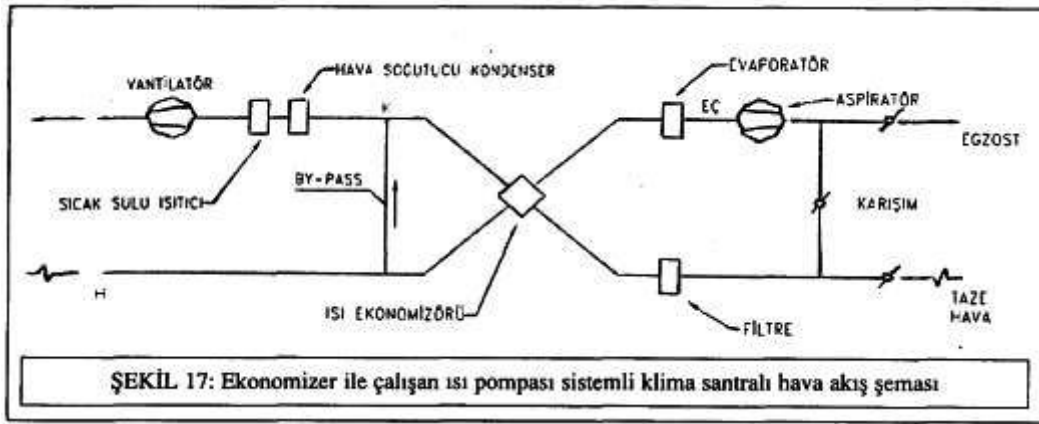 HAVA SOĞUTUCU KONDENSER
EVAPORATÖR
VANTİLATÖR
EÇ
ASPİRATÖR
EGZOST
SICAK SULU ISITICI
BY-PASS
KARIŞIM
H
ISI EKONOMİZÖRÜ
FİLTRE
TAZE
HAVA
ŞEKİL 17: Ekonomizer ile çalışan ısı pompası sistemli klima santralı hava akış şeması